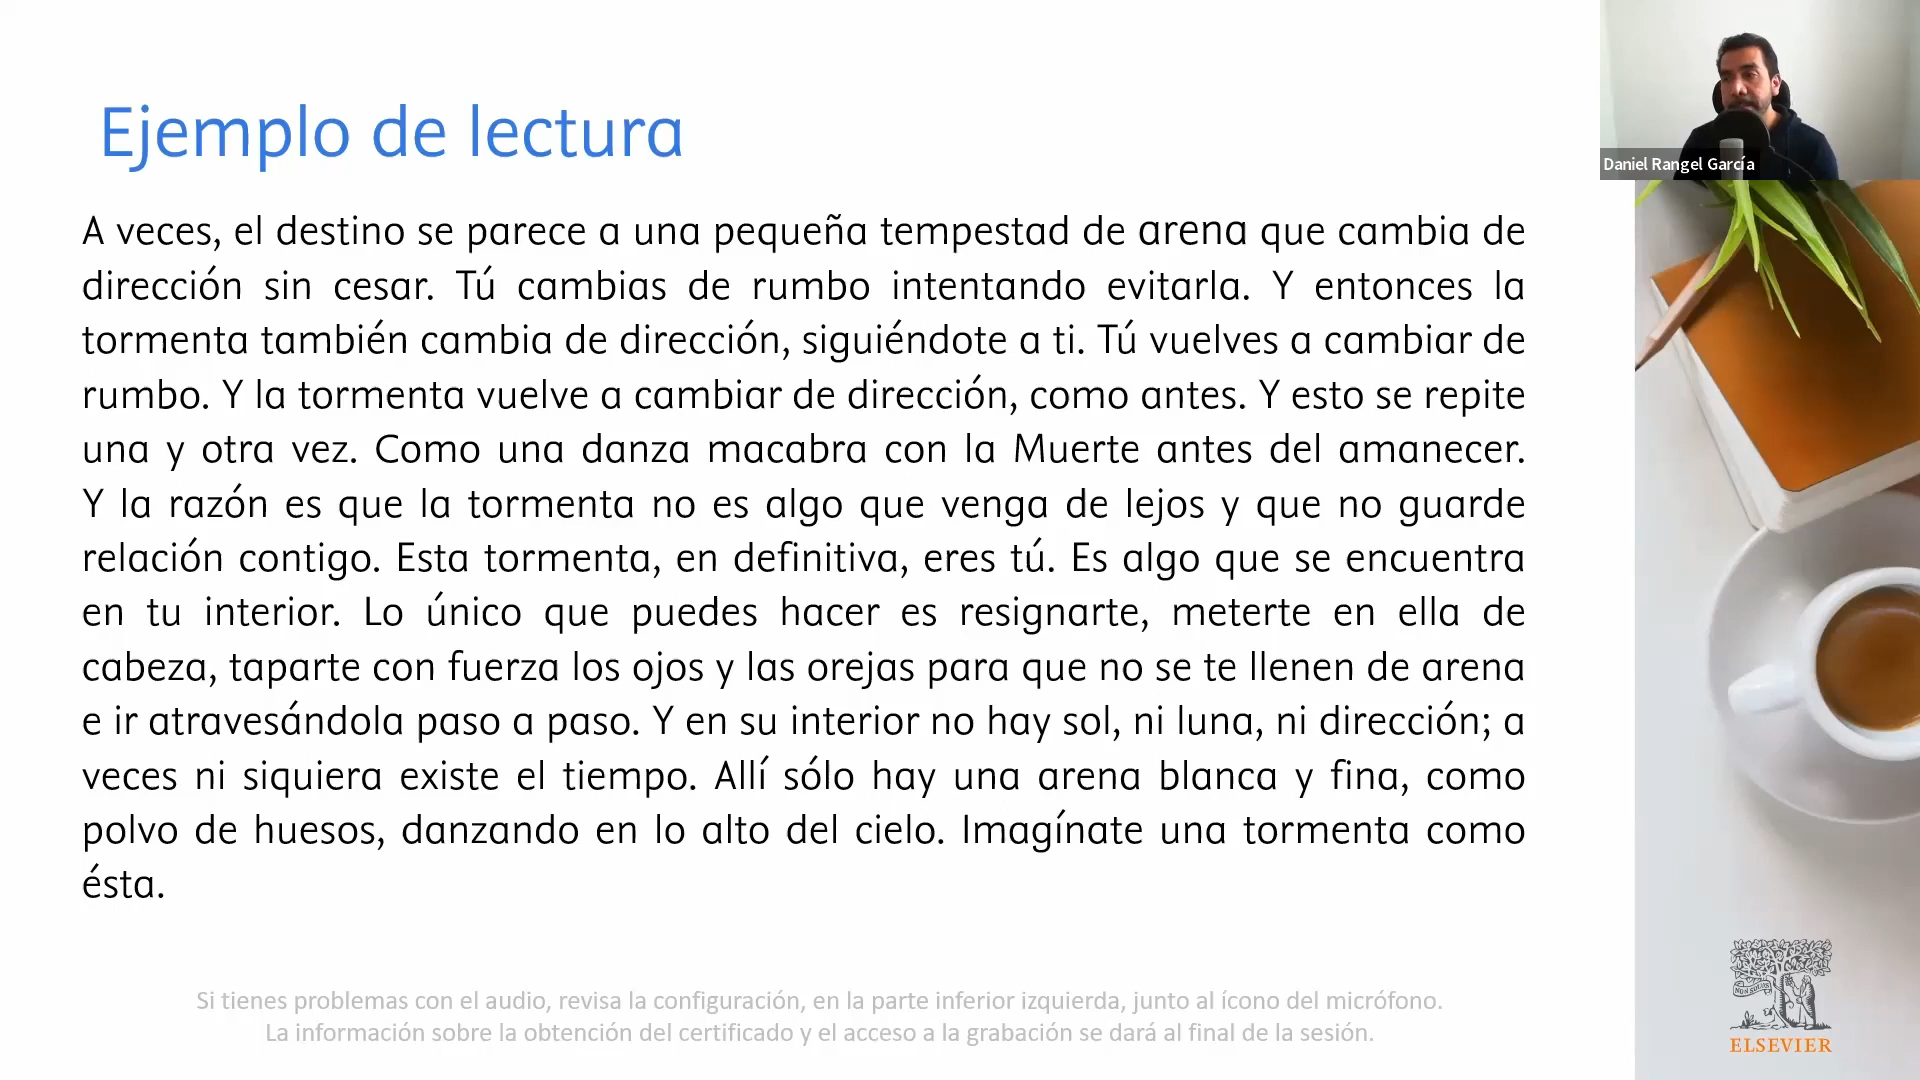 Ejemplo de lectura
Daniel Rangel García
A veces, el destino se parece a una pequeña tempestad de arena que cambia de
dirección sin cesar. Tú cambias de rumbo intentando evitarla. Y entonces la
tormenta también cambia de dirección, siguiéndote a ti. Tú vuelves a cambiar de
rumbo. Y la tormenta vuelve a cambiar de dirección, como antes. Y esto se repite
una y otra vez. Como una danza macabra con la Muerte antes del amanecer.
Y la razón es que la tormenta no es algo que venga de lejos y que no guarde
relación contigo. Esta tormenta, en definitiva, eres tú. Es algo que se encuentra
en tu interior. Lo único que puedes hacer es resignarte, meterte en ella de
cabeza, taparte con fuerza los ojos y las orejas para que no se te llenen de arena
e ir atravesándola paso a paso. Y en su interior no hay sol, ni luna, ni dirección; a
veces ni siquiera existe el tiempo. Allí sólo hay una arena blanca y fina, como
polvo de huesos, danzando en lo alto del cielo. Imagínate una tormenta como
ésta.
Si tienes problemas con el audio, revisa la configuración, en la parte inferior izquierda, junto al ícono del micrófono.
La información sobre la obtención del certificado y el acceso a la grabación se dará al final de la sesión.
NON SOLUS
ELSEVIER